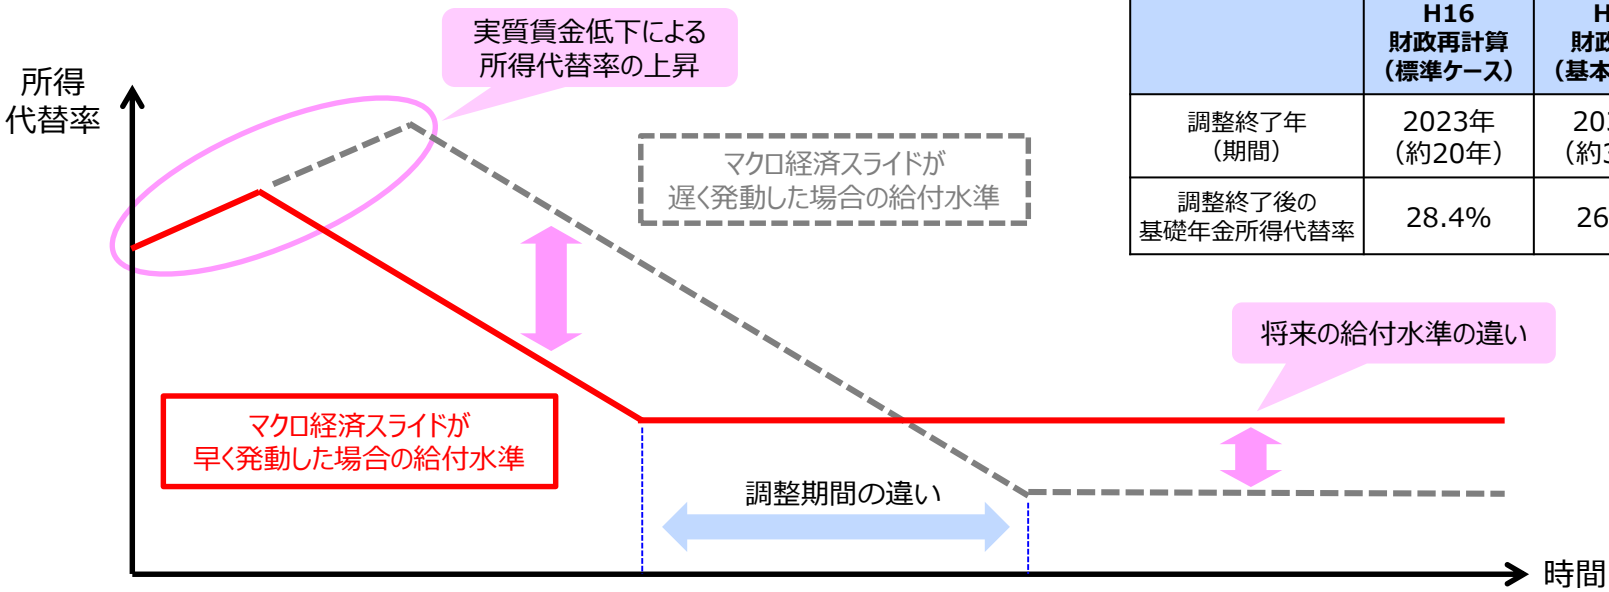 実質賃金低下による
所得代替率の上昇
所得
代替率
マクロ経済スライドが
遅く発動した場合の給付水準
H16
財政再計算
（標準ケース）
調整終了年
（期間）
2023年
（約20年）
調整終了後の
基礎年金所得代替率
28.4%
将来の給付水準の違い
マクロ経済スライドが
早く発動した場合の給付水準
調整期間の違い
時間